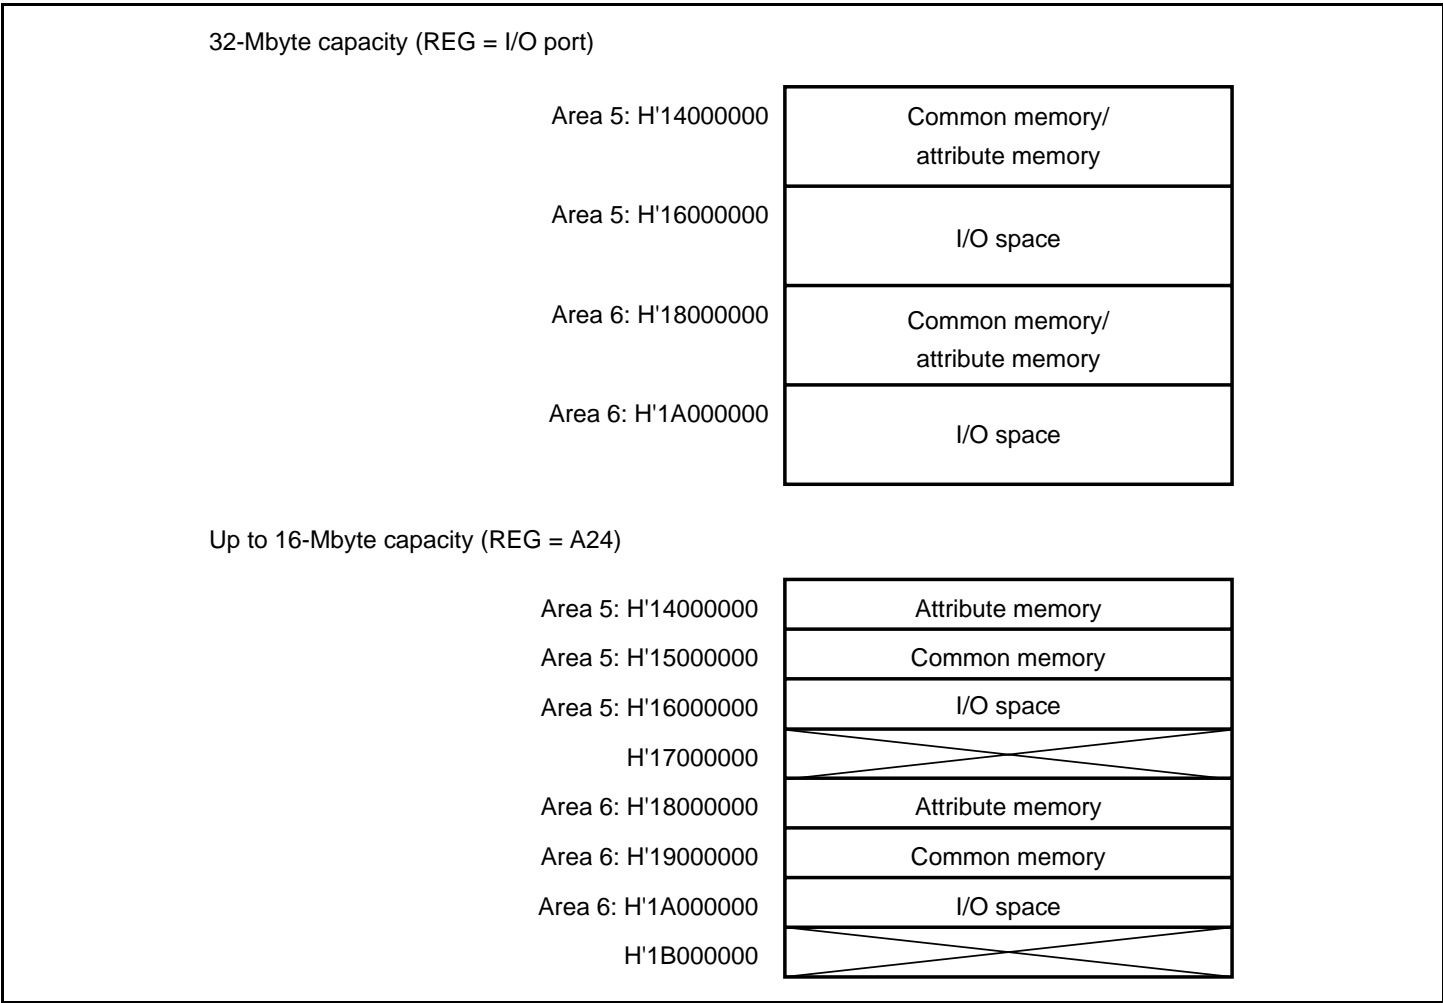 32-Mbyte capacity (REG = I/O port)
Area 5: H'14000000
Common memory/
attribute memory
Area 5: H'16000000
I/O space
Area 6: H'18000000
Common memory/
attribute memory
Area 6: H'1A000000
I/O space
Up to 16-Mbyte capacity (REG = A24)
Area 5: H'14000000 Attribute memory
Area 5: H'15000000 Common memory
Area 5: H'16000000 I/O space
H'17000000
Area 6: H'18000000 Attribute memory
Area 6: H'19000000 Common memory
Area 6: H'1A000000 I/O space
H'1B000000